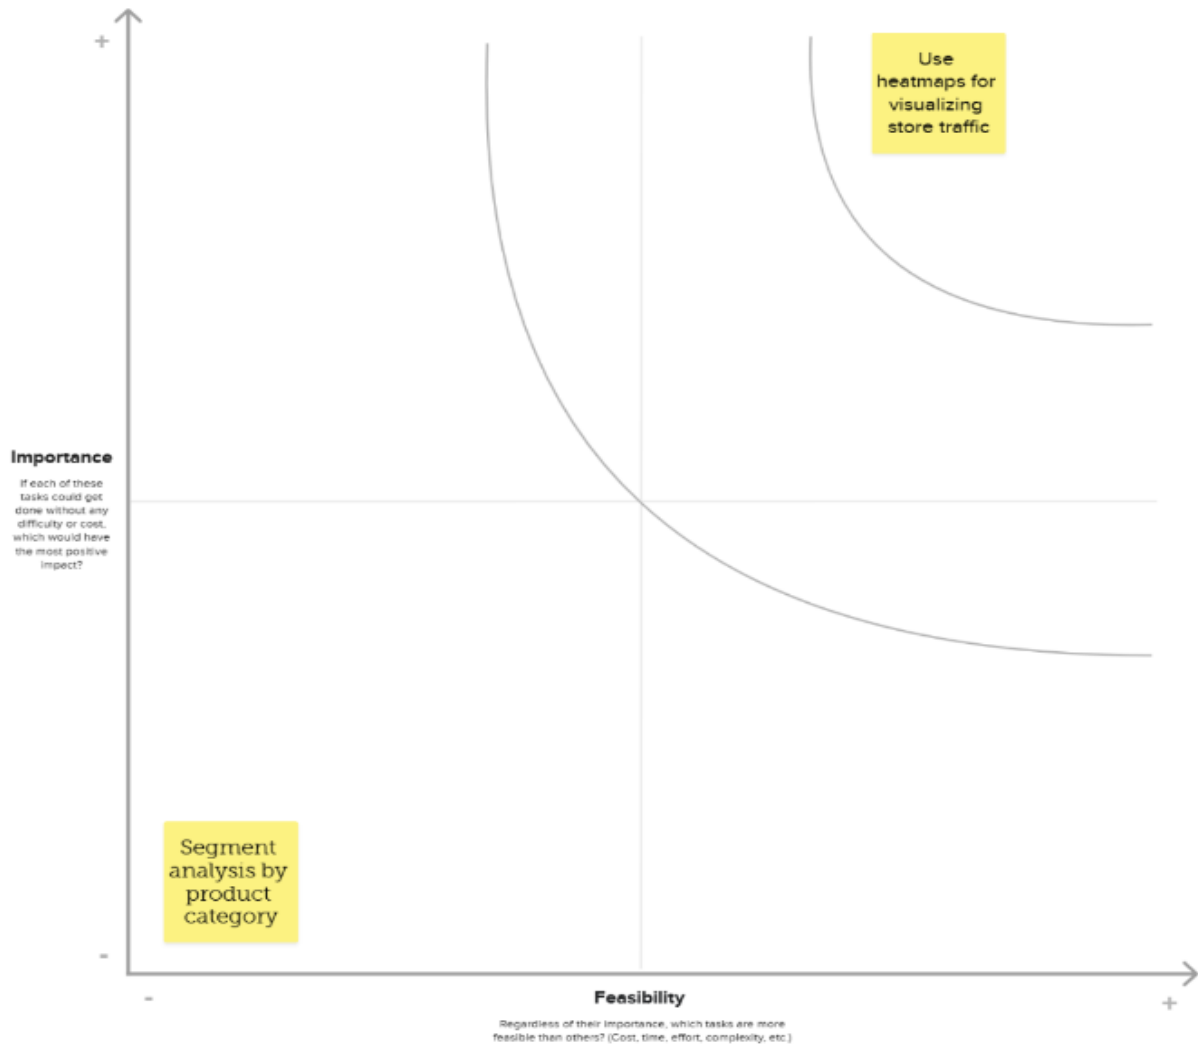 +
Use
heatmaps for
visualizing
store traffic
Importance
If each of these
tasks could get
done without any
difficulty or cost,
which would have
the most positive
impact?
Segment
analysis by
product
category
-
-
Feasibility
+
Regardless of their importance, which tasks are more
feasible than others? (Cost, time, effort, complexity, etc.)